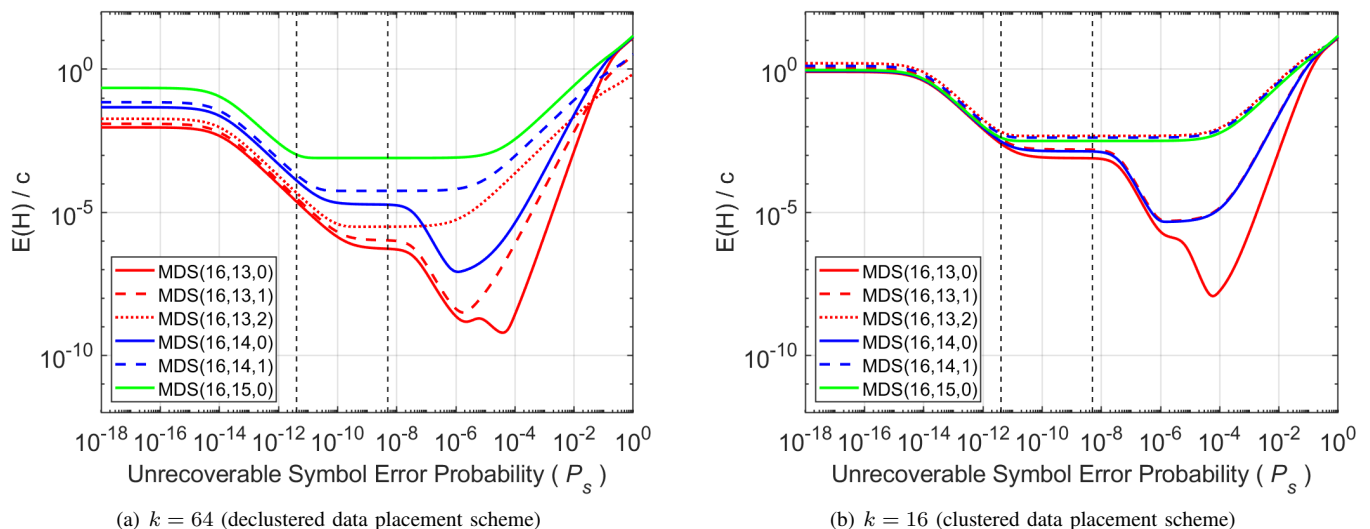 10^0
10^-5
10^-10
E(H) / c
MDS(16,13,0)
MDS(16,13,1)
MDS(16,13,2)
MDS(16,14,0)
MDS(16,14,1)
MDS(16,15,0)
10^-18 10^-16 10^-14 10^-12 10^-10 10^-8 10^-6 10^-4 10^-2 10^0
Unrecoverable Symbol Error Probability ( P_s )
(a) k = 64 (declustered data placement scheme)
10^0
10^-5
10^-10
E(H) / c
MDS(16,13,0)
MDS(16,13,1)
MDS(16,13,2)
MDS(16,14,0)
MDS(16,14,1)
MDS(16,15,0)
10^-18 10^-16 10^-14 10^-12 10^-10 10^-8 10^-6 10^-4 10^-2 10^0
Unrecoverable Symbol Error Probability ( P_s )
(b) k = 16 (clustered data placement scheme)